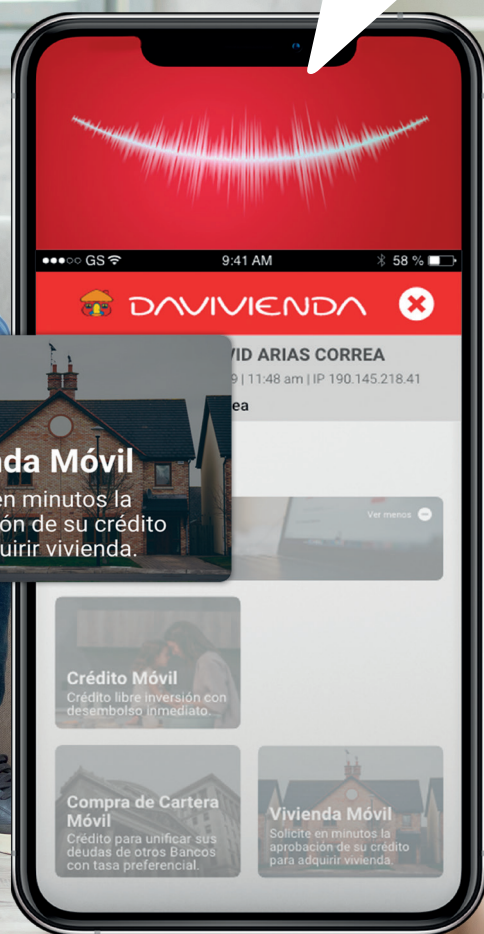 GS
9:41 AM
58 %
DAVIVIENDA
VID ARIAS CORREA
9 | 11:48 am | IP 190.145.218.41
ea
nda Móvil
en minutos la
ón de su crédito
uirir vivienda.
Ver menos
Crédito Móvil
Crédito libre inversión con
desembolso inmediato.
Compra de Cartera
Móvil
Crédito para unificar sus
deudas de otros Bancos
con tasa preferencial.
Vivienda Móvil
Solicite en minutos la
aprobación de su crédito
para adquirir vivienda.